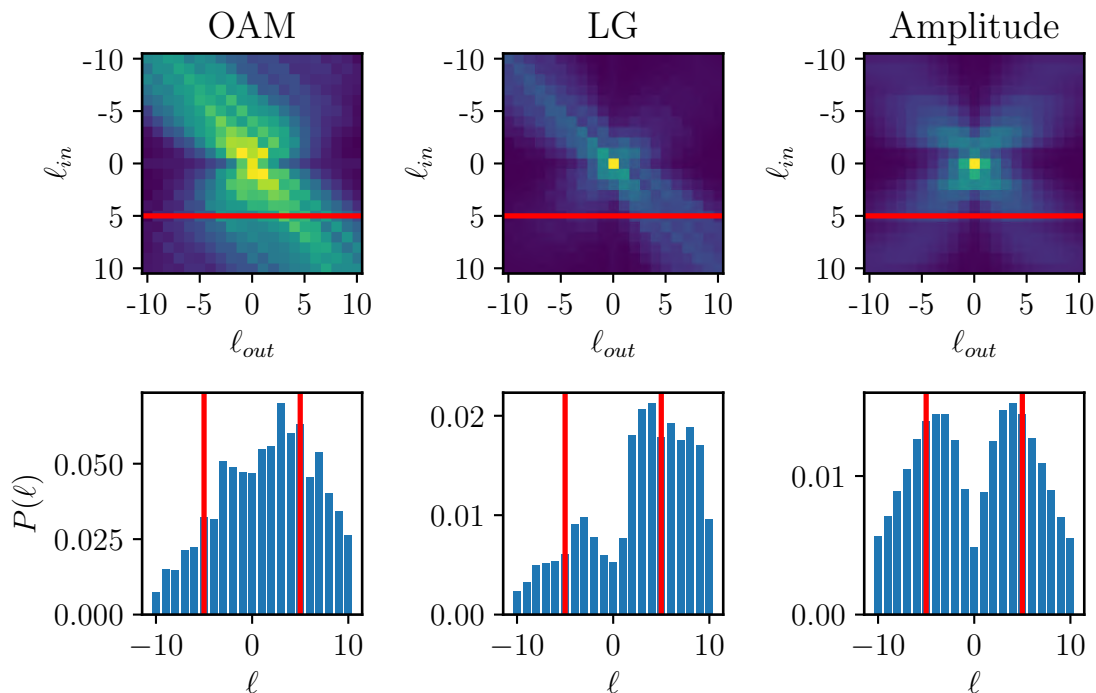 OAM LG Amplitude
-10 -10 -10
-5 -5 -5
ℓin 0 ℓin 0 ℓin 0
5 5 5
10 10 10
-10 -5 0 5 10 -10 -5 0 5 10 -10 -5 0 5 10
ℓout ℓout ℓout
P(ℓ)
0.050
0.025
0.000
0.02
0.01
0.00
0.01
0.00
−10 0 10 −10 0 10 −10 0 10
ℓ ℓ ℓ